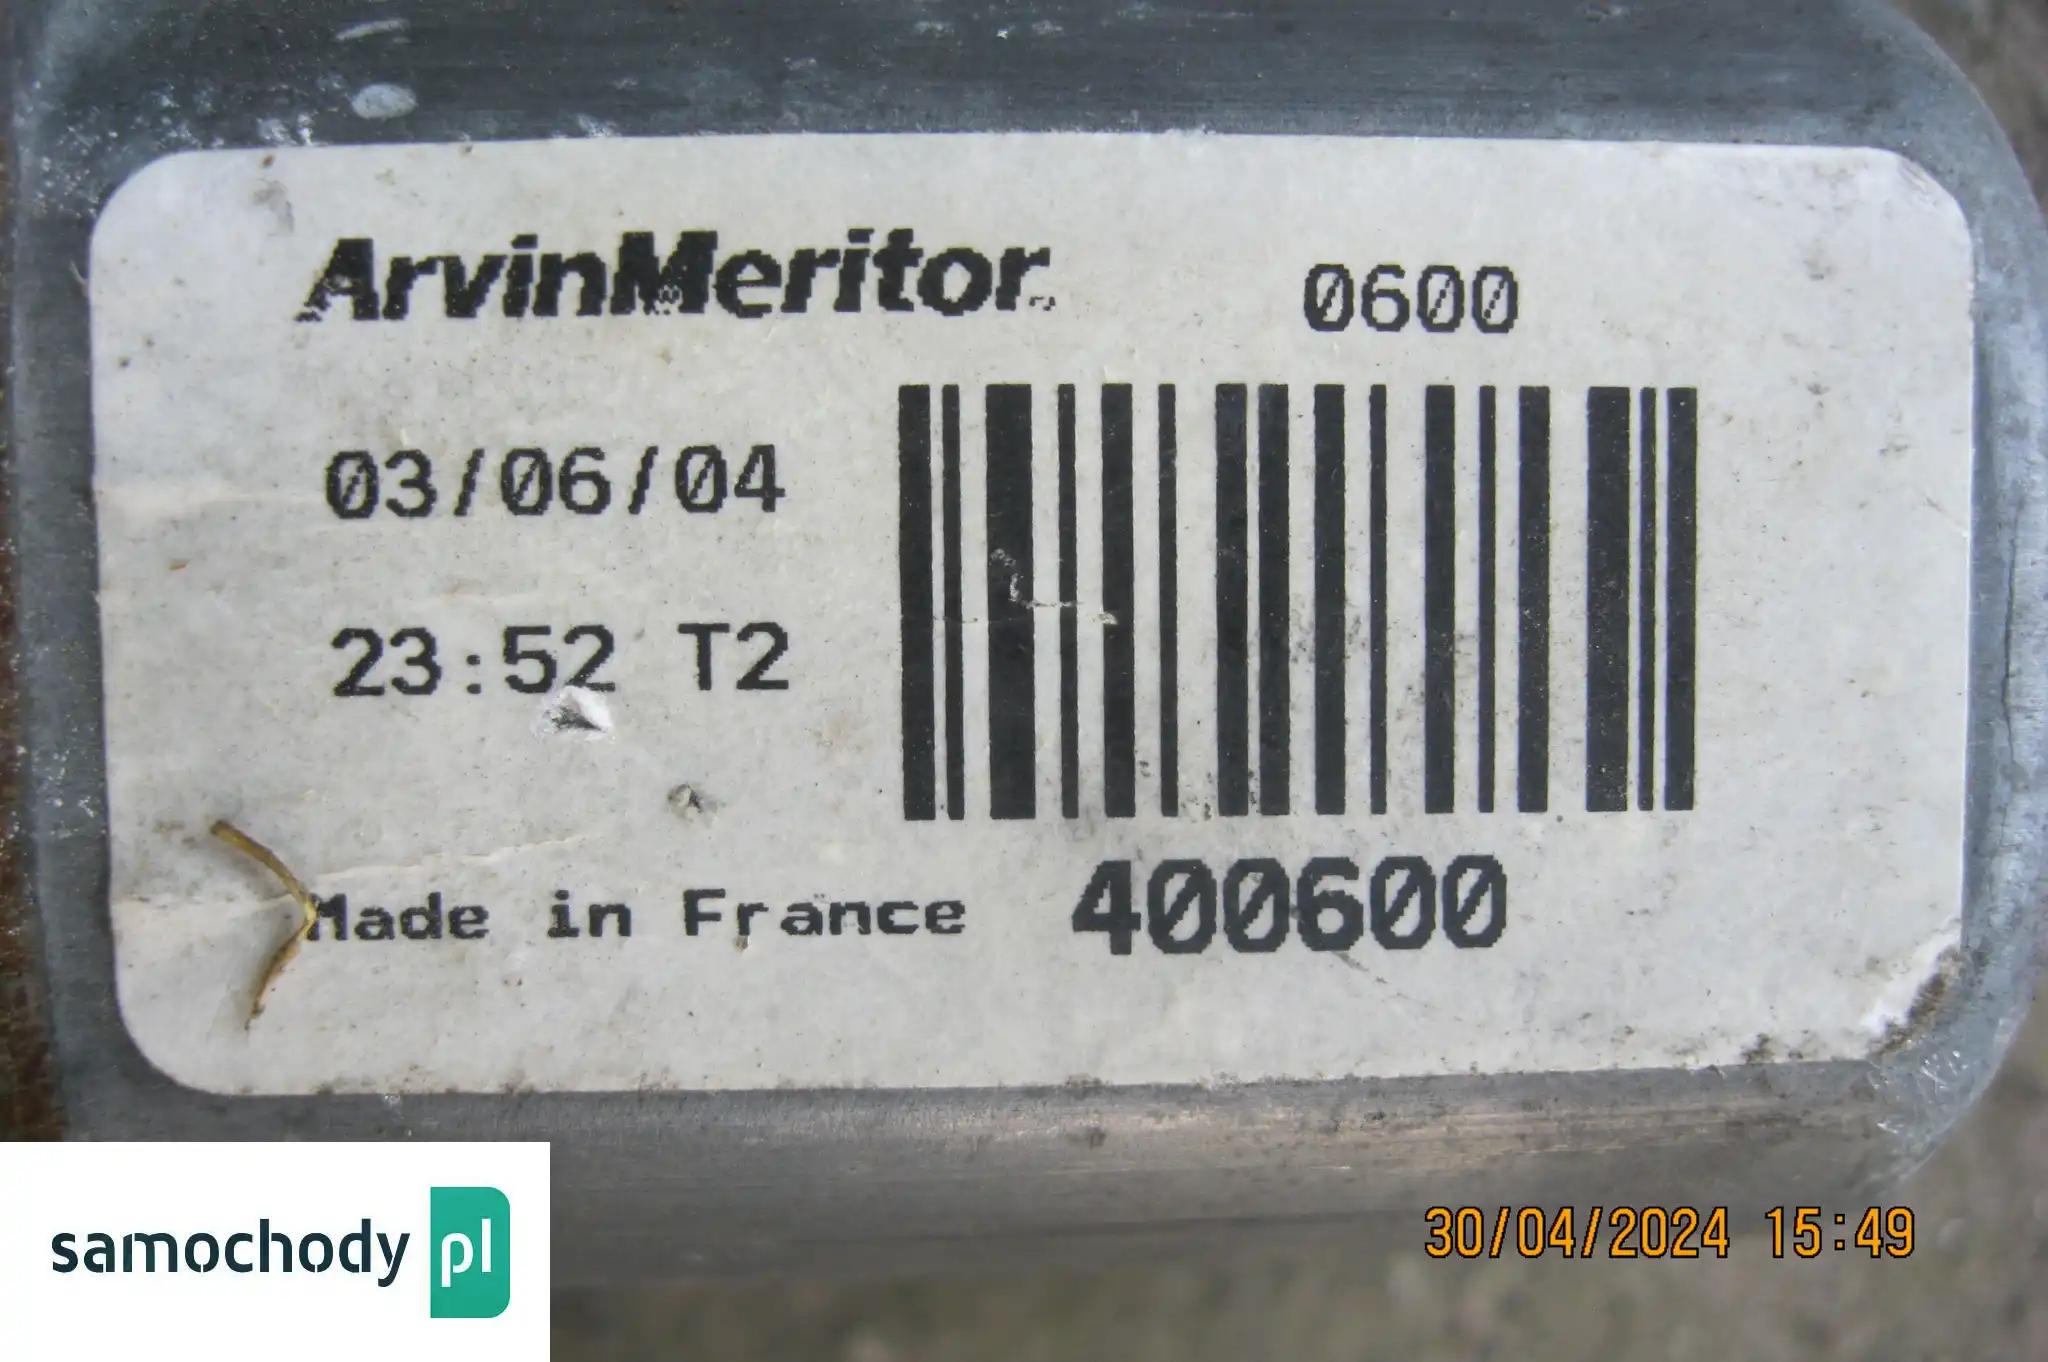 ArvinMeritor
0600
03/06/04
23:52 T2
Made in France
400600
samochody pl
30/04/2024 15:49